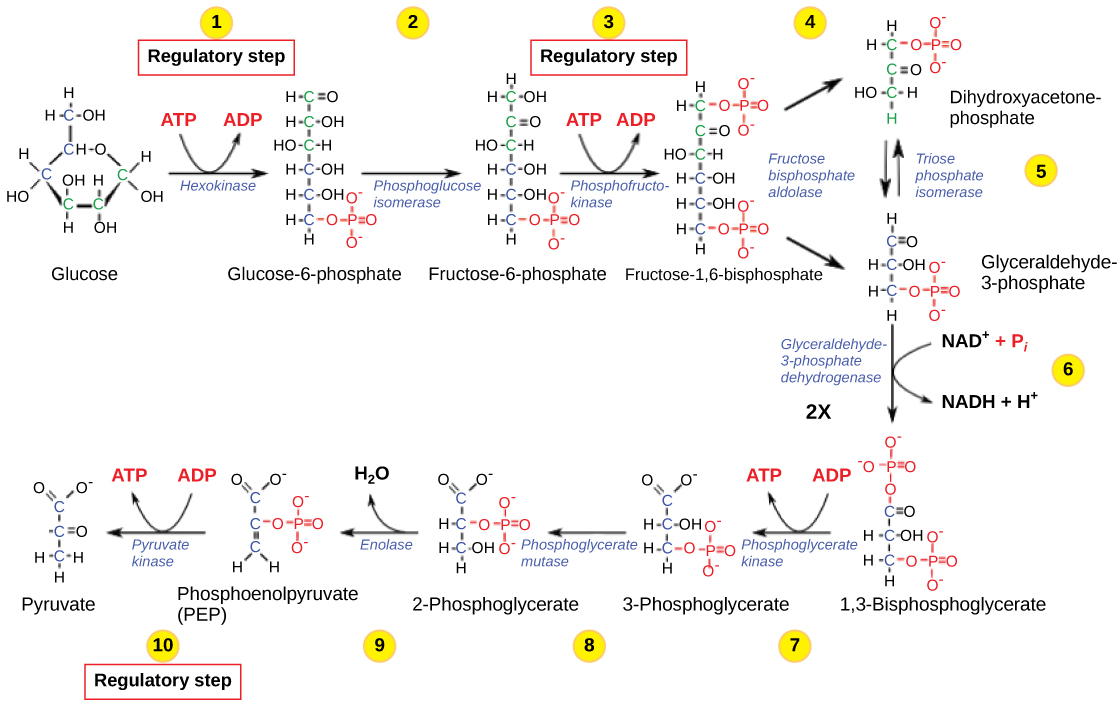 1
2
3
4
Regulatory step
Regulatory step
ATP
ADP
Hexokinase
Phosphoglucose
isomerase
ATP
ADP
Phosphofructo-
kinase
Fructose
bisphosphate
aldolase
Dihydroxyacetone-
phosphate
Triose
phosphate
isomerase
5
Glucose
Glucose-6-phosphate
Fructose-6-phosphate
Fructose-1,6-bisphosphate
Glyceraldehyde-
3-phosphate
Glyceraldehyde-
3-phosphate
dehydrogenase
NAD+ + Pi
6
NADH + H+
2X
ATP
ADP
Pyruvate
kinase
H2O
Enolase
Phosphoglycerate
mutase
ATP
ADP
Phosphoglycerate
kinase
Pyruvate
Phosphoenolpyruvate
(PEP)
2-Phosphoglycerate
3-Phosphoglycerate
1,3-Bisphosphoglycerate
10
9
8
7
Regulatory step